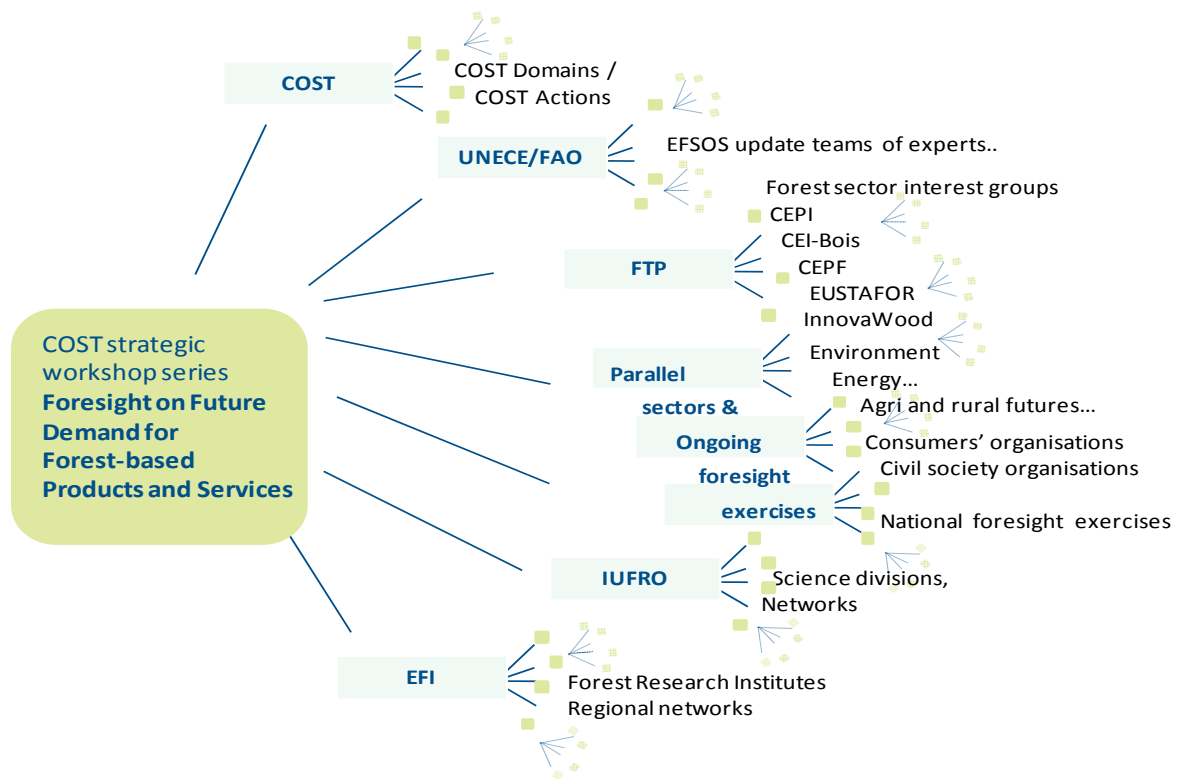 COST
COST Domains /
COST Actions
UNECE/FAO
EFSOS update teams of experts..
Forest sector interest groups
CEPI
CEI-Bois
FTP
CEPF
EUSTAFOR
InnovaWood
COST strategic
workshop series
Foresight on Future
Demand for
Forest-based
Products and Services
Parallel
sectors &
Ongoing
foresight
exercises
Environment
Energy...
Agri and rural futures...
Consumers' organisations
Civil society organisations
National foresight exercises
IUFRO
Science divisions,
Networks
EFI
Forest Research Institutes
Regional networks